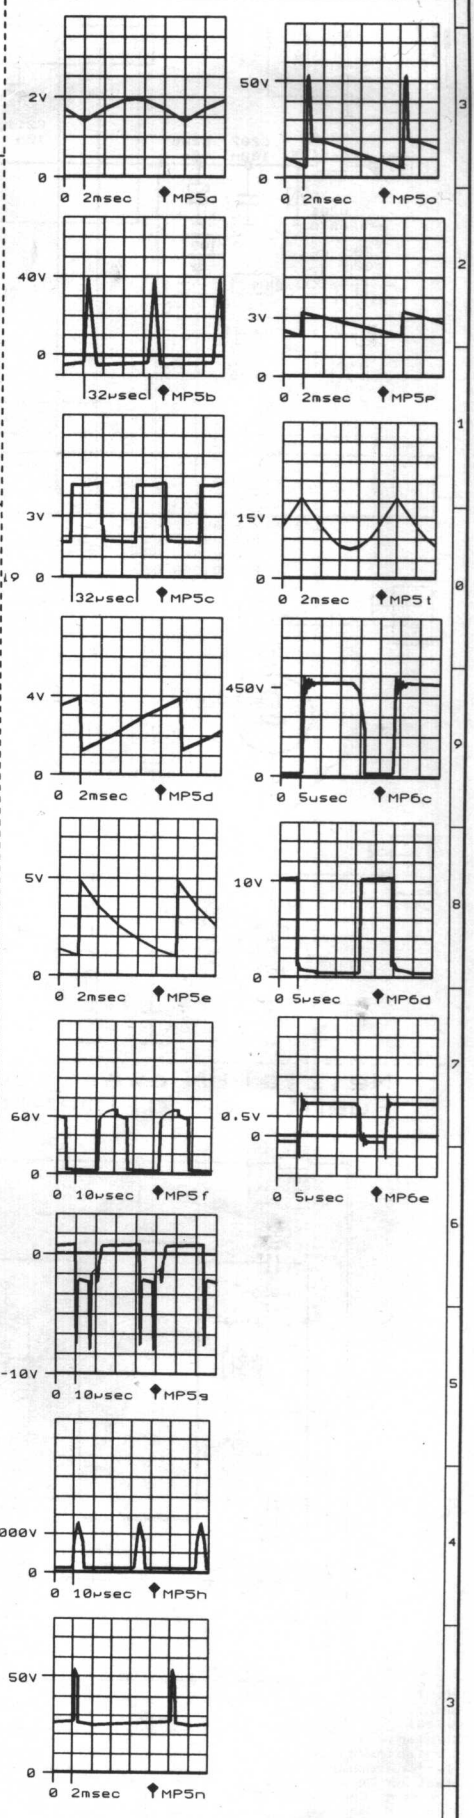 2V
0
0 2msec MP5a
40V
0
32µsec MP5b
3V
0
32µsec MP5c
4V
0
0 2msec MP5d
5V
0
0 2msec MP5e
60V
0
0 10µsec MP5f
0
-10V
0 10µsec MP5g
000V
0
0 10µsec MP5h
50V
0
0 2msec MP5n
50V
0
0 2msec MP5o
3V
0
0 2msec MP5p
15V
0
0 2msec MP5t
450V
0
0 5usec MP6c
10V
0
0 5µsec MP6d
0.5V
0
0 5µsec MP6e
3
2
1
0
9
8
7
6
5
4
3